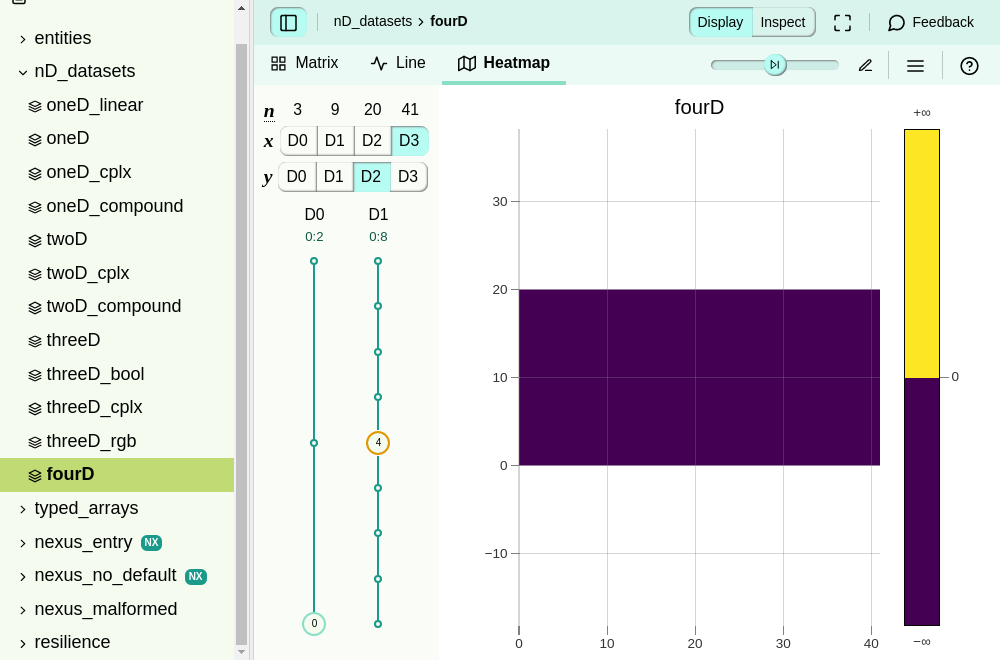 entities
nD_datasets
oneD_linear
oneD
oneD_cplx
oneD_compound
twoD
twoD_cplx
twoD_compound
threeD
threeD_bool
threeD_cplx
threeD_rgb
fourD
typed_arrays
nexus_entry NX
nexus_no_default NX
nexus_malformed
resilience
nD_datasets › fourD
Display Inspect
Feedback
Matrix Line Heatmap
n 3 9 20 41
x D0 D1 D2 D3
y D0 D1 D2 D3
D0 D1
0:2 0:8
4
0
fourD
+∞
30
20
10
0
−10
0 10 20 30 40
0
−∞